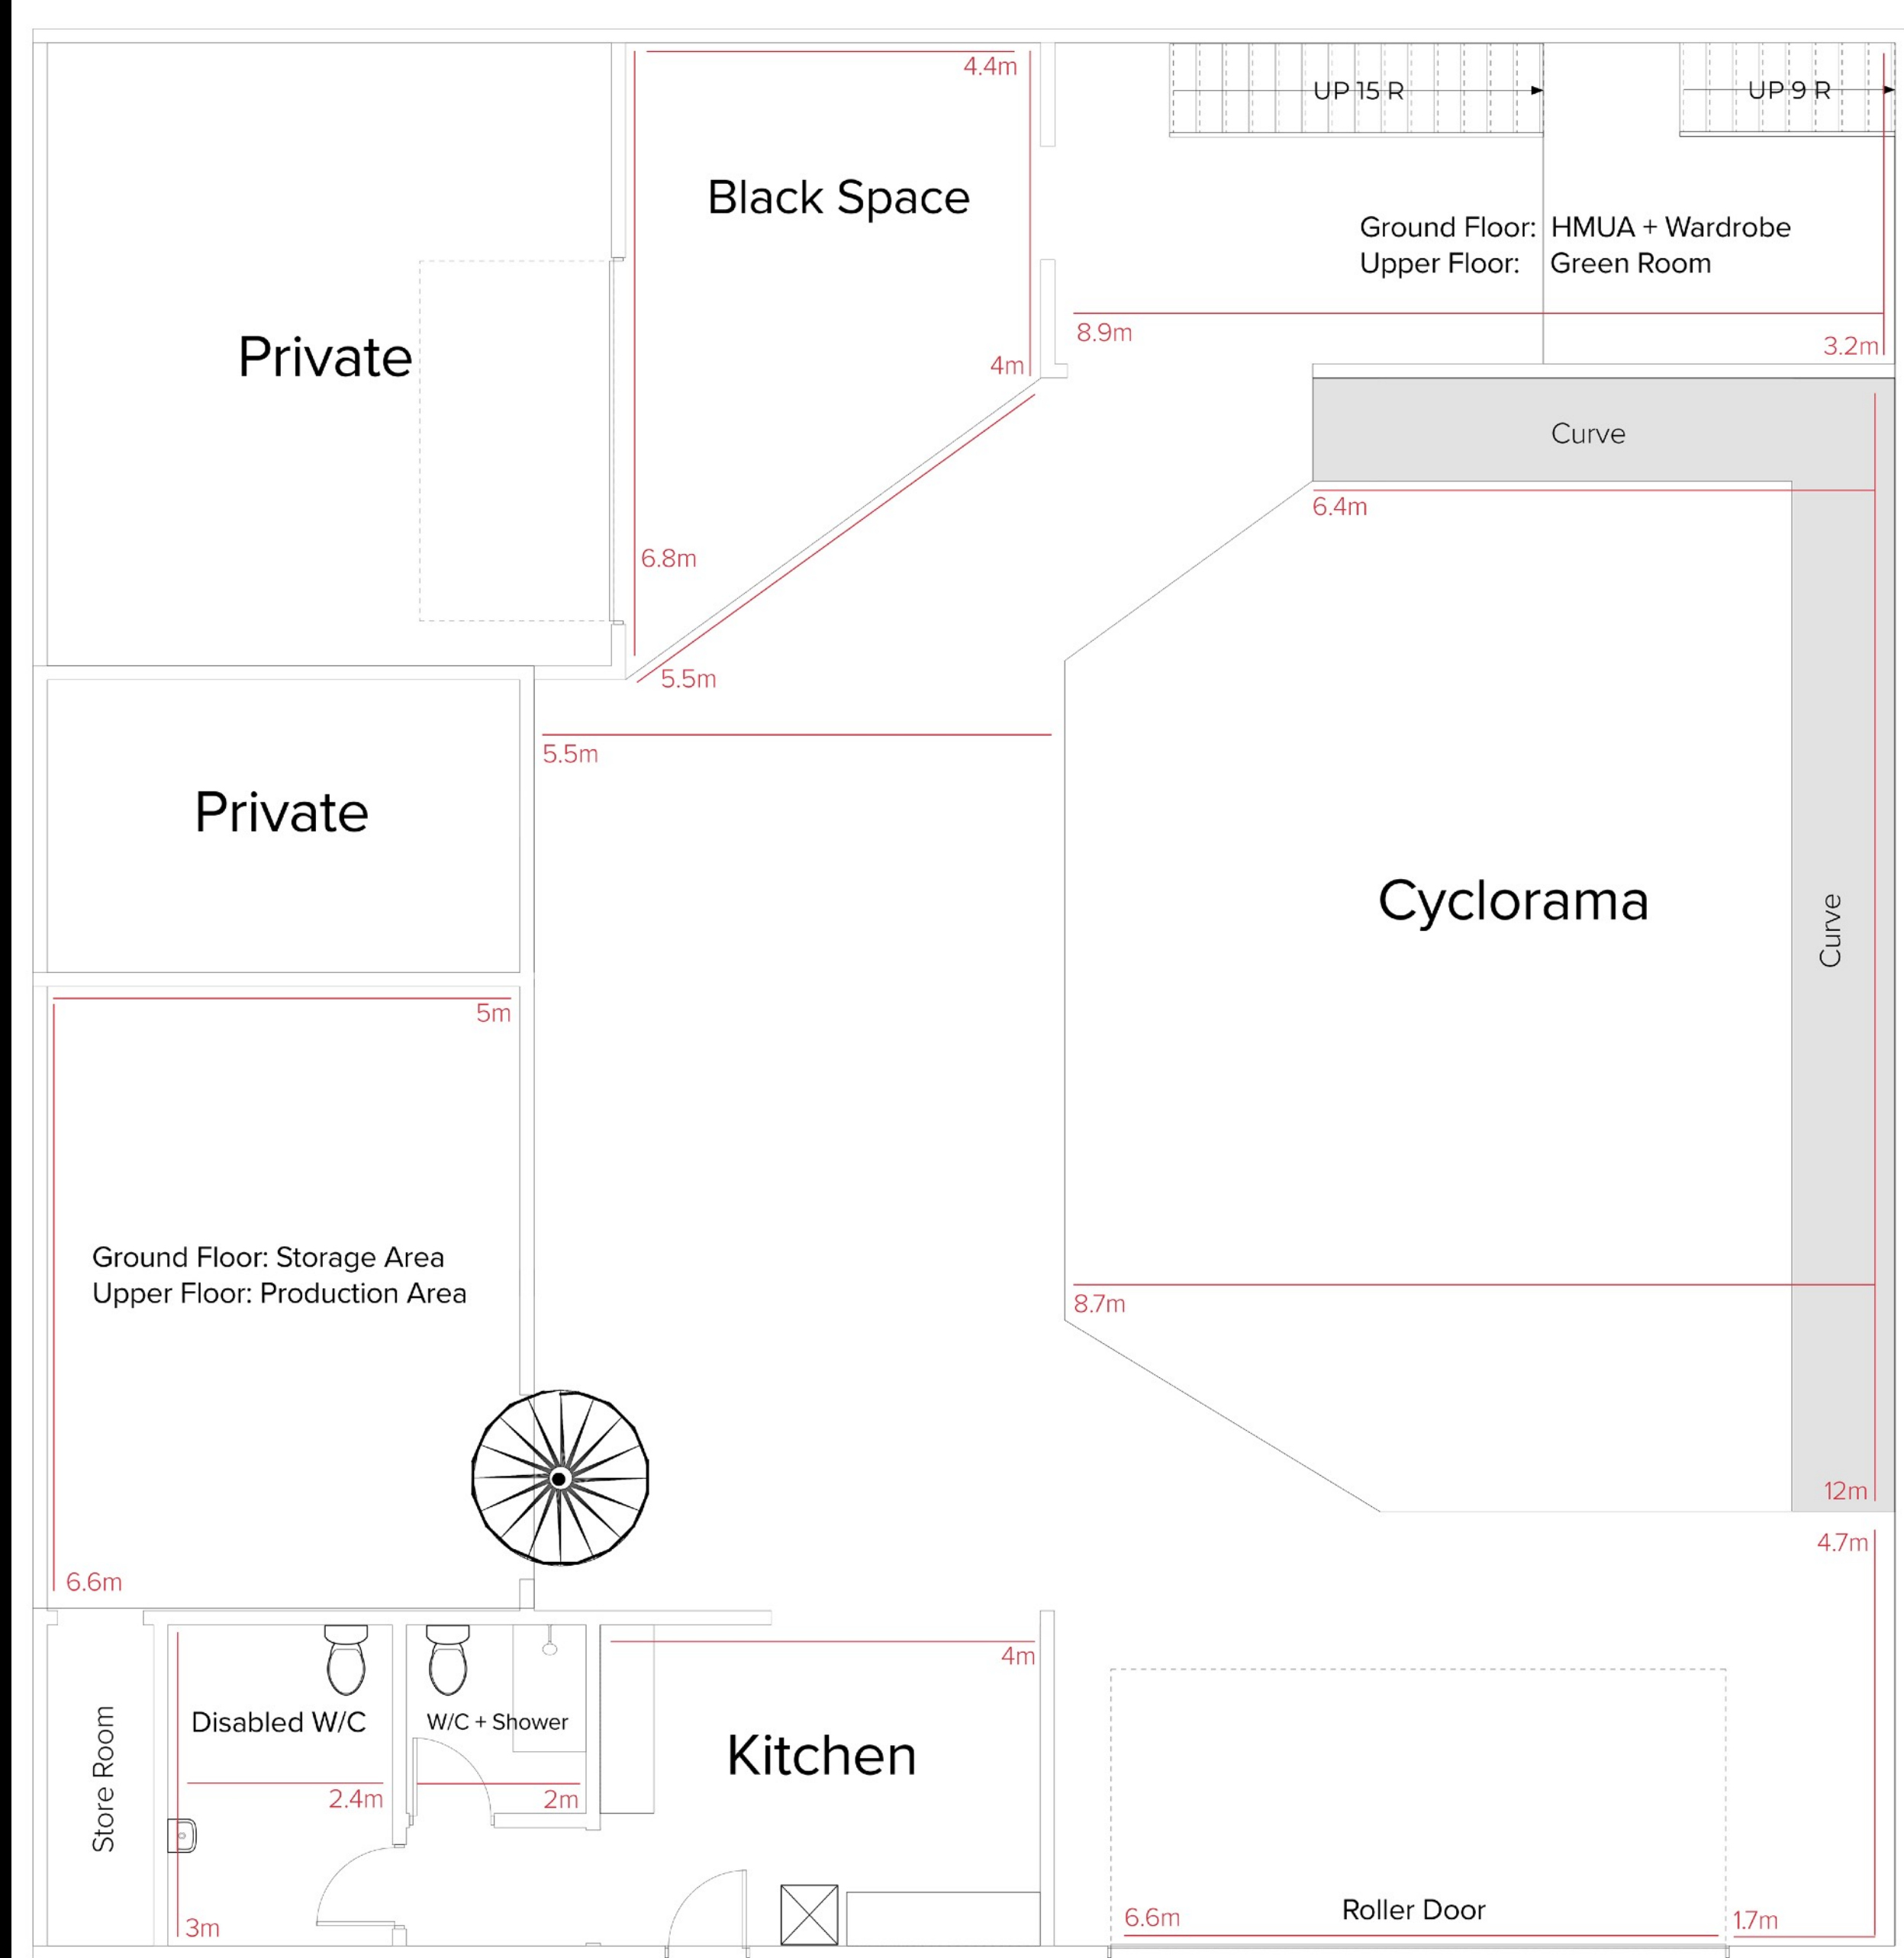 4.4m
UP 15 R
UP 9 R
Black Space
Ground Floor: HMUA + Wardrobe
Upper Floor: Green Room
8.9m
3.2m
Private
4m
Curve
6.4m
6.8m
5.5m
5.5m
Private
Cyclorama
Curve
5m
Ground Floor: Storage Area
Upper Floor: Production Area
8.7m
12m
4.7m
6.6m
4m
Disabled W/C
W/C + Shower
Kitchen
Store Room
2.4m
2m
3m
6.6m
Roller Door
1.7m